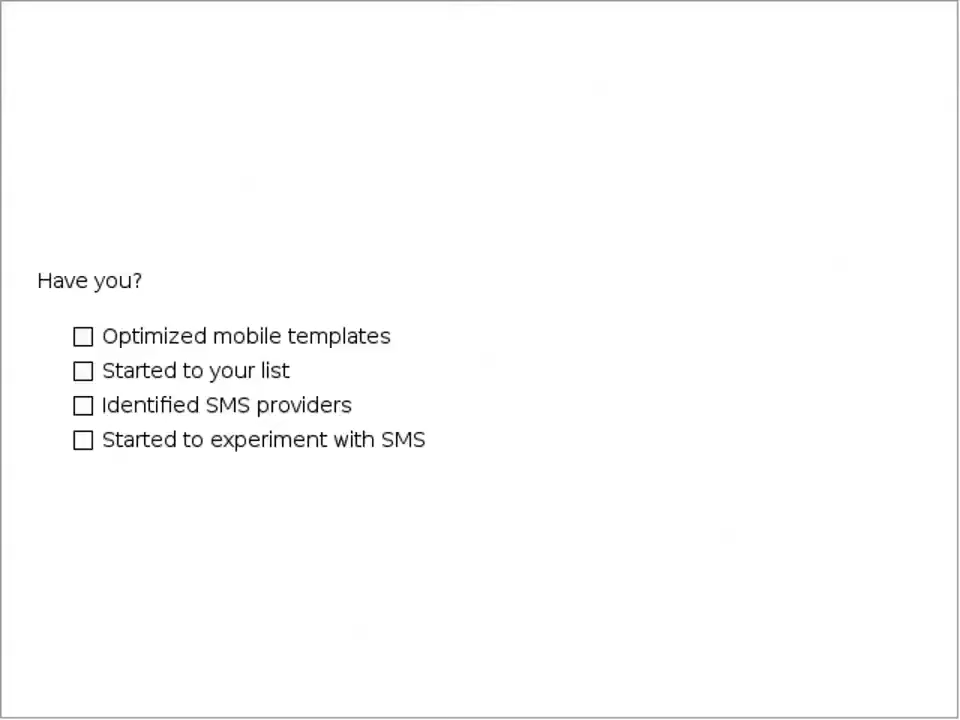 Have you?
Optimized mobile templates
Started to your list
Identified SMS providers
Started to experiment with SMS